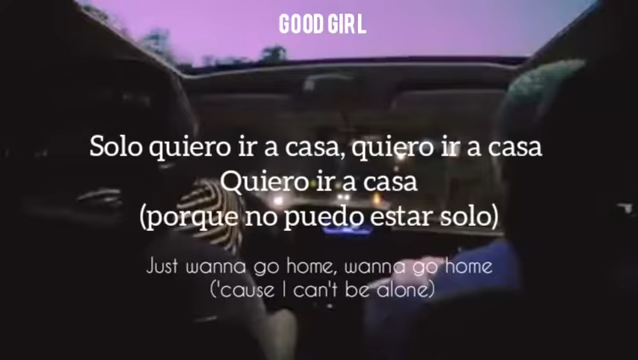 GOOD GIRL
Solo quiero ir a casa, quiero ir a casa
Quiero ir a casa
(porque no puedo estar solo)
Just wanna go home, wanna go home
('cause I can't be alone)